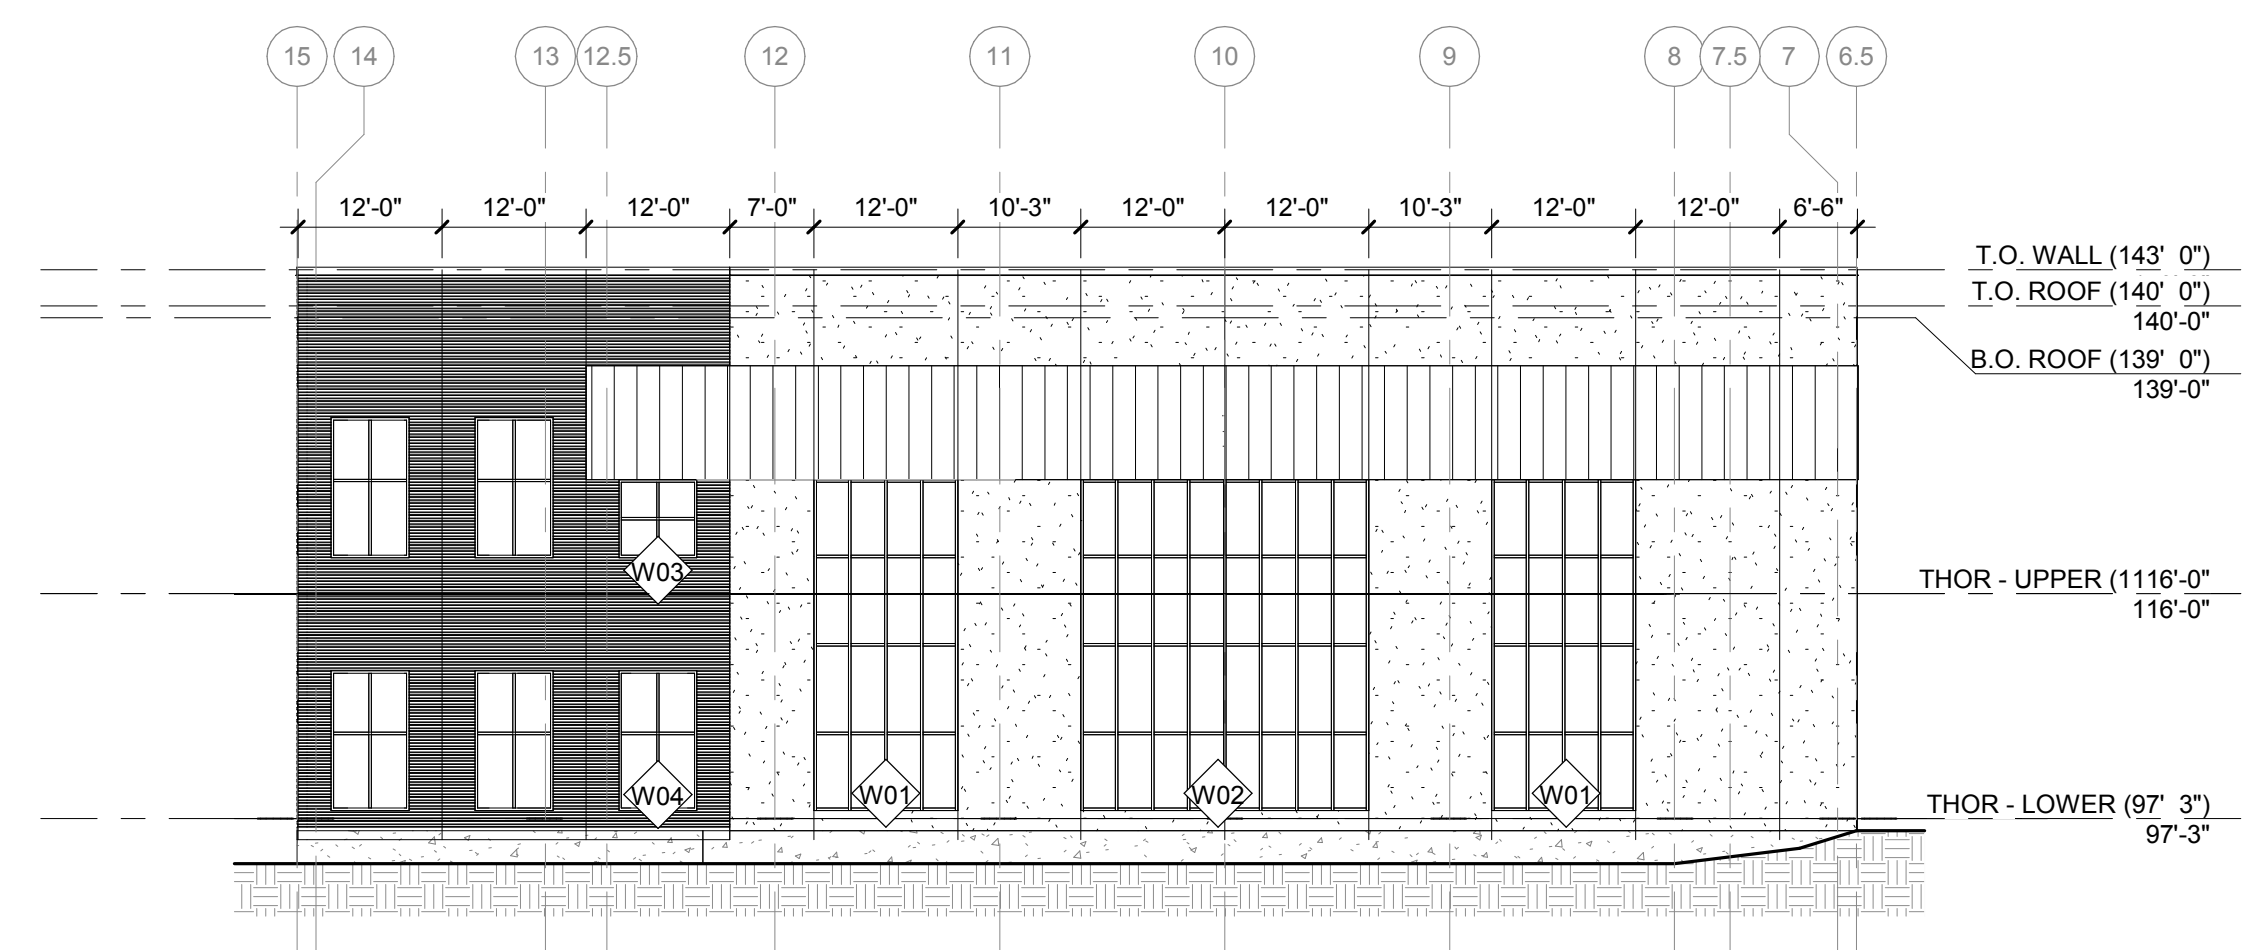 15 14 13 12.5 12 11 10 9 8 7.5 7 6.5
12'-0" 12'-0" 12'-0" 7'-0" 12'-0" 10'-3" 12'-0" 12'-0" 10'-3" 12'-0" 12'-0" 6'-6"
T.O. WALL (143' 0")
T.O. ROOF (140' 0")
140'-0"
B.O. ROOF (139' 0")
139'-0"
W03
THOR - UPPER (1116'-0"
116'-0"
W04 W01 W02 W01
THOR - LOWER (97' 3")
97'-3"